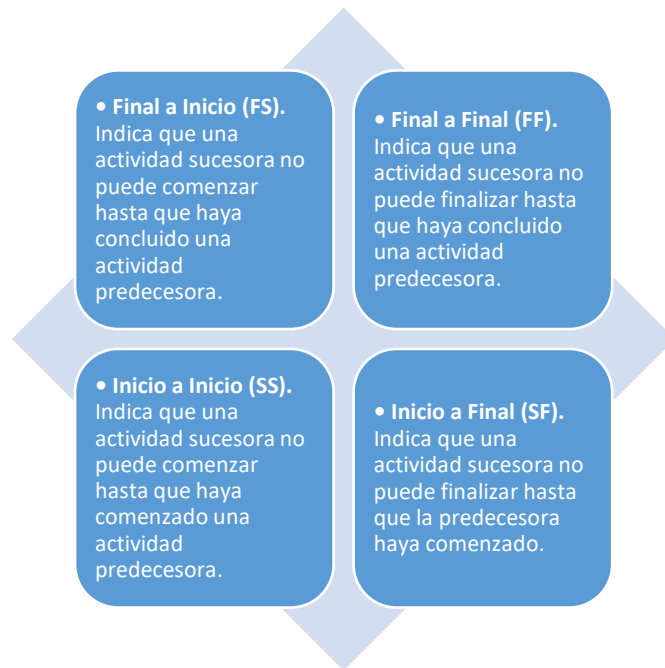 • Final a Inicio (FS).
Indica que una
actividad sucesora no
puede comenzar
hasta que haya
concluido una
actividad
predecesora.
• Final a Final (FF).
Indica que una
actividad sucesora no
puede finalizar hasta
que haya concluido
una actividad
predecesora.
• Inicio a Inicio (SS).
Indica que una
actividad sucesora no
puede comenzar
hasta que haya
comenzado una
actividad
predecesora.
• Inicio a Final (SF).
Indica que una
actividad sucesora no
puede finalizar hasta
que la predecesora
haya comenzado.